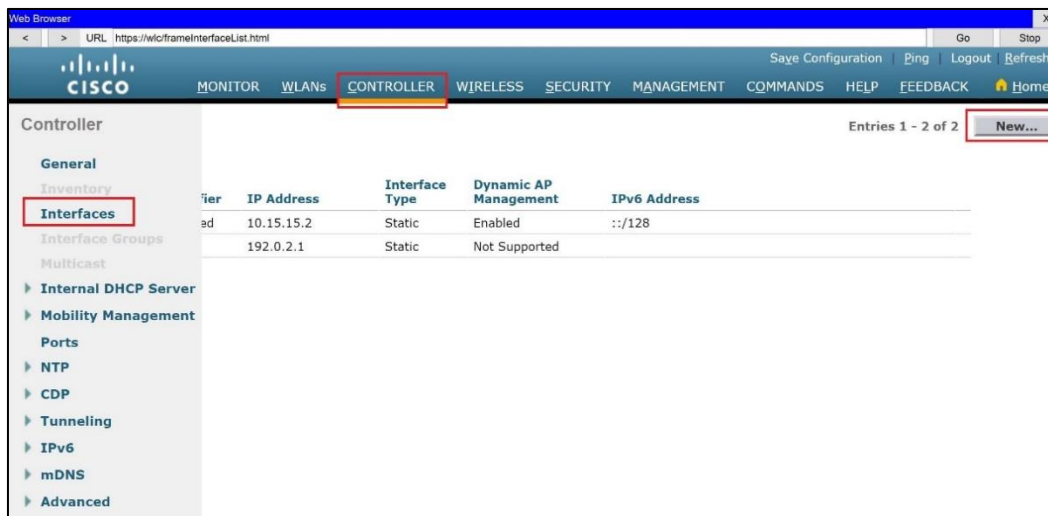 Web Browser X
< > URL https://wlc/frameInterfaceList.html Go Stop
Save Configuration Ping Logout Refresh
CISCO MONITOR WLANs CONTROLLER WIRELESS SECURITY MANAGEMENT COMMANDS HELP FEEDBACK Home
Controller Entries 1 - 2 of 2 New...
General
Inventory
Interfaces
Interface Groups
Multicast
Internal DHCP Server
Mobility Management
Ports
NTP
CDP
Tunneling
IPv6
mDNS
Advanced
fier IP Address Interface Type Dynamic AP Management IPv6 Address
ed 10.15.15.2 Static Enabled ::/128
192.0.2.1 Static Not Supported